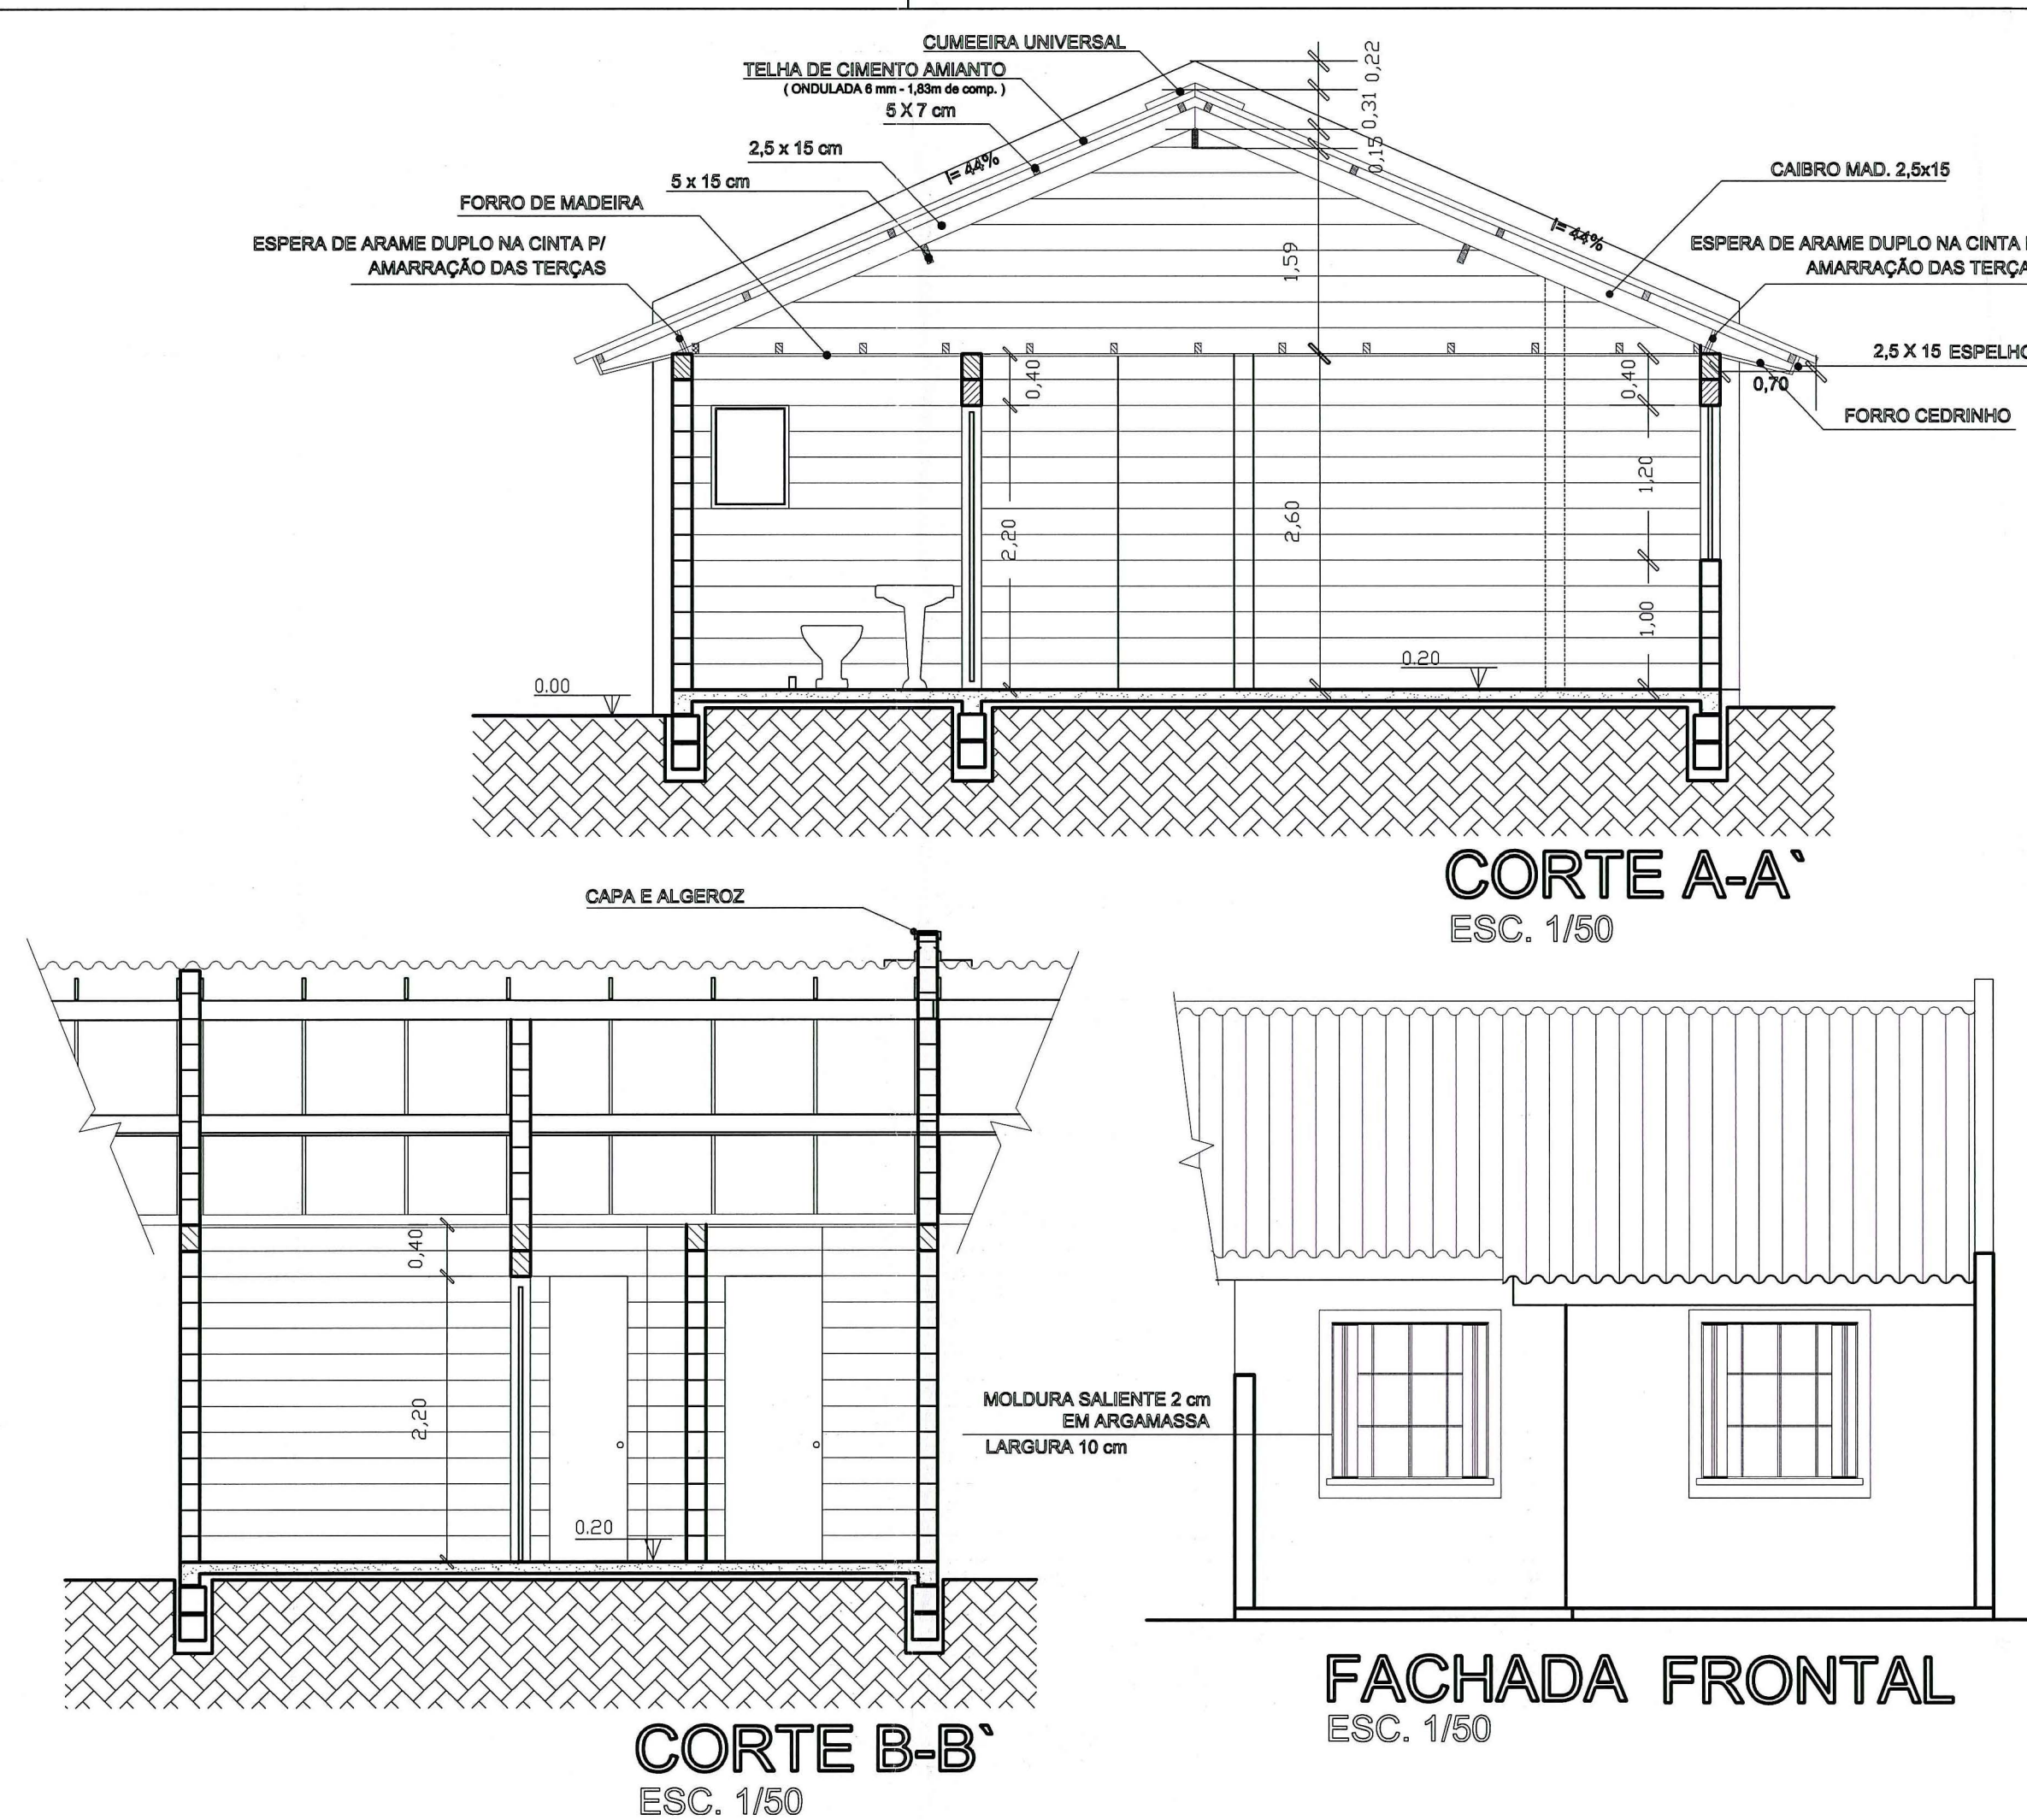 CUMEEIRA UNIVERSAL
TELHA DE CIMENTO AMIANTO
( ONDULADA 6 mm - 1,83m de comp. )
5 X 7 cm
2,5 x 15 cm
5 x 15 cm
FORRO DE MADEIRA
ESPERA DE ARAME DUPLO NA CINTA P/
AMARRAÇÃO DAS TERÇAS
I= 44%
0,22
0,31
0,15
1,59
I= 44%
CAIBRO MAD. 2,5x15
ESPERA DE ARAME DUPLO NA CINTA
AMARRAÇÃO DAS TERÇA
2,5 X 15 ESPELHO
0,70
FORRO CEDRINHO
0,40
0,40
2,20
2,60
1,20
1,00
0.00
0.20
CORTE A-A`
ESC. 1/50
CAPA E ALGEROZ
0,40
2,20
0.20
CORTE B-B`
ESC. 1/50
MOLDURA SALIENTE 2 cm
EM ARGAMASSA
LARGURA 10 cm
FACHADA FRONTAL
ESC. 1/50